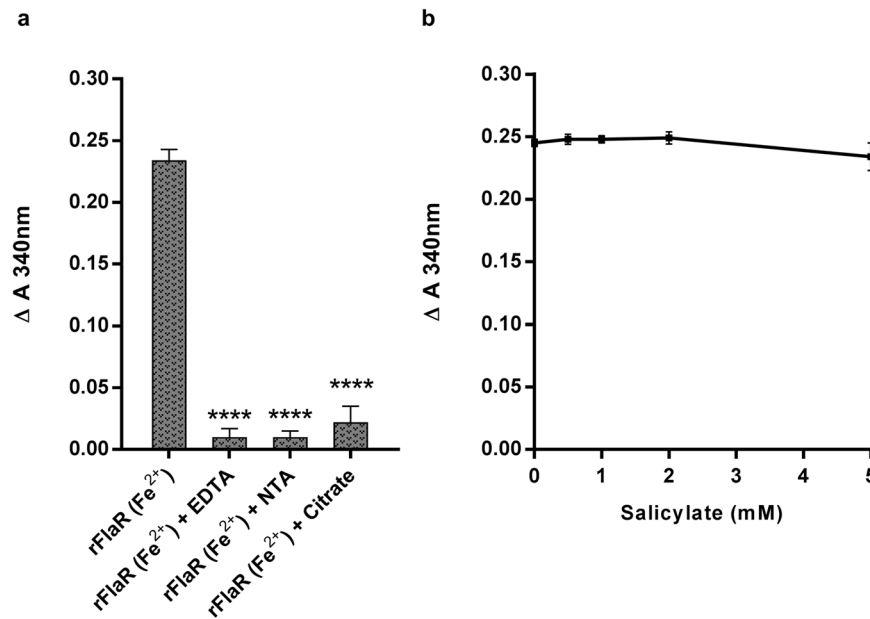 a
0.30
0.25
0.20
0.15
0.10
0.05
0.00
Δ A 340nm
****
****
****
rFlaR (Fe²⁺)
rFlaR (Fe²⁺) + EDTA
rFlaR (Fe²⁺) + NTA
rFlaR (Fe²⁺) + Citrate
b
0.30
0.25
0.20
0.15
0.10
0.05
0.00
Δ A 340nm
0
1
2
3
4
5
Salicylate (mM)